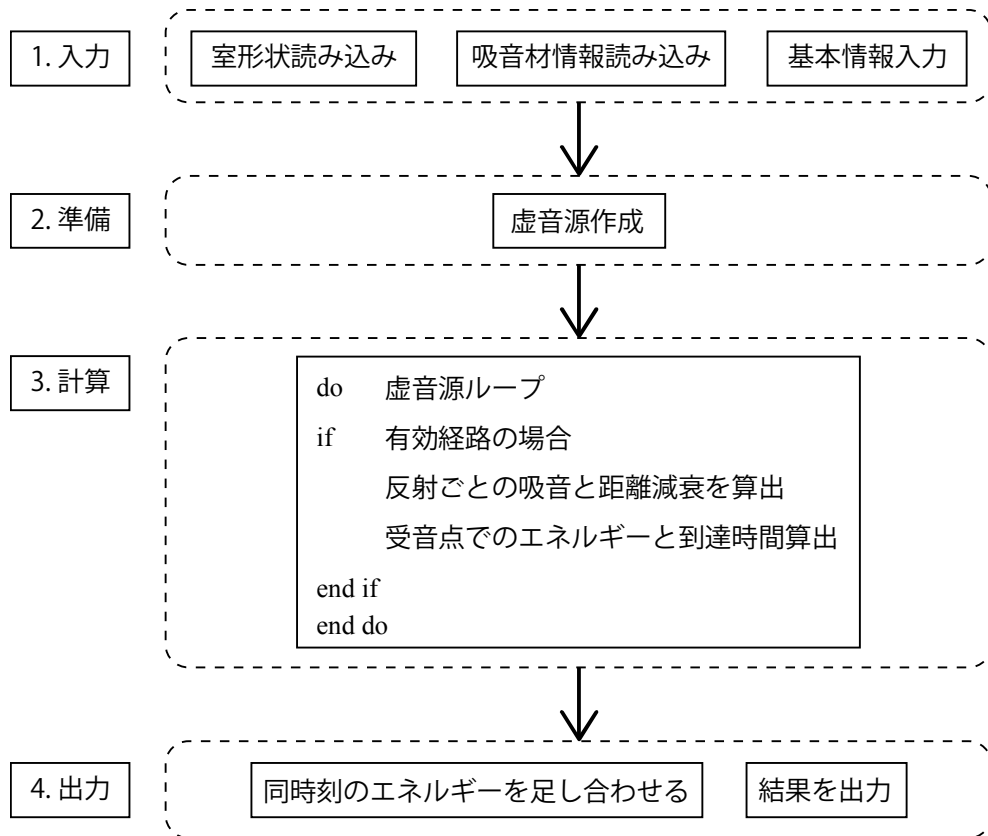 1. 入力
室形状読み込み
吸音材情報読み込み
基本情報入力
2. 準備
虚音源作成
3. 計算
do 虚音源ループ
if 有効経路の場合
反射ごとの吸音と距離減衰を算出
受音点でのエネルギーと到達時間算出
end if
end do
4. 出力
同時刻のエネルギーを足し合わせる
結果を出力